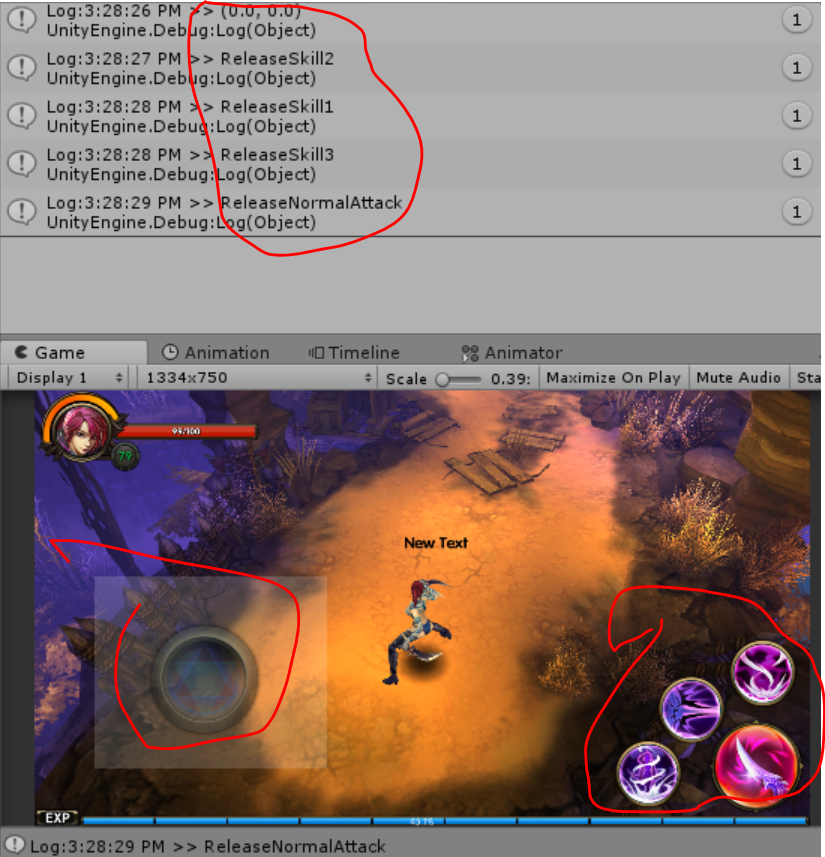 Log:3:28:26 PM >> (0.0, 0.0)
UnityEngine.Debug:Log(Object)
1
Log:3:28:27 PM >> ReleaseSkill2
UnityEngine.Debug:Log(Object)
1
Log:3:28:28 PM >> ReleaseSkill1
UnityEngine.Debug:Log(Object)
1
Log:3:28:28 PM >> ReleaseSkill3
UnityEngine.Debug:Log(Object)
1
Log:3:28:29 PM >> ReleaseNormalAttack
UnityEngine.Debug:Log(Object)
1
Game Animation Timeline Animator
Display 1 1334x750 Scale 0.39: Maximize On Play Mute Audio Sta
99/100
79
New Text
EXP
Log:3:28:29 PM >> ReleaseNormalAttack